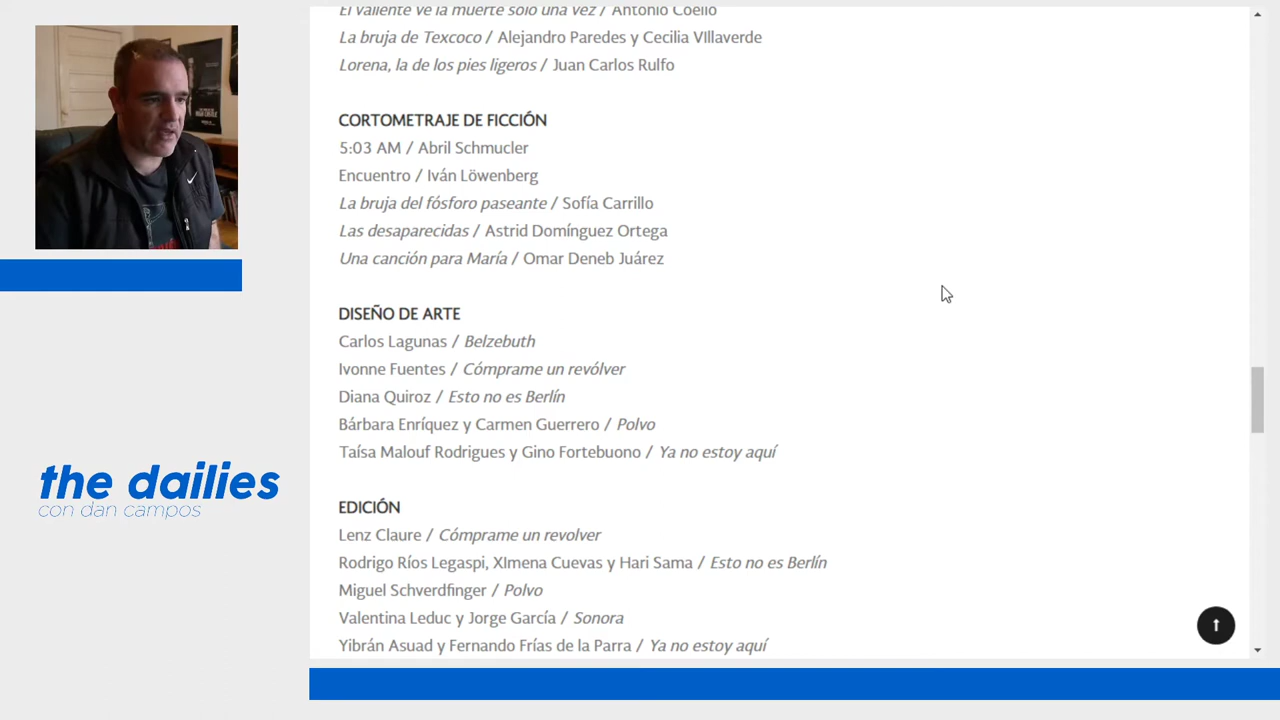 El valiente ve la muerte sólo una vez / Antonio Coello
La bruja de Texcoco / Alejandro Paredes y Cecilia VIllaverde
Lorena, la de los pies ligeros / Juan Carlos Rulfo
CORTOMETRAJE DE FICCIÓN
5:03 AM / Abril Schmucler
Encuentro / Iván Löwenberg
La bruja del fósforo paseante / Sofía Carrillo
Las desaparecidas / Astrid Domínguez Ortega
Una canción para María / Omar Deneb Juárez
DISEÑO DE ARTE
Carlos Lagunas / Belzebuth
Ivonne Fuentes / Cómprame un revólver
Diana Quiroz / Esto no es Berlín
Bárbara Enríquez y Carmen Guerrero / Polvo
Taísa Malouf Rodrigues y Gino Fortebuono / Ya no estoy aquí
EDICIÓN
Lenz Claure / Cómprame un revolver
Rodrigo Ríos Legaspi, XImena Cuevas y Hari Sama / Esto no es Berlín
Miguel Schverdfinger / Polvo
Valentina Leduc y Jorge García / Sonora
Yibrán Asuad y Fernando Frías de la Parra / Ya no estoy aquí
the dailies
con dan campos